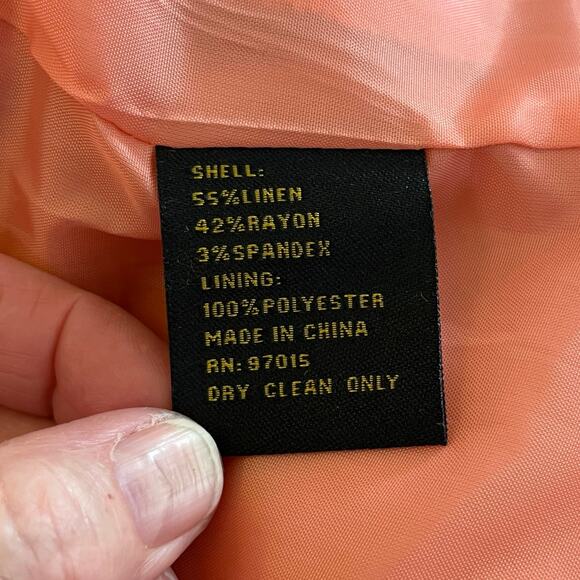 SHELL:
55%LINEN
42%RAYON
3%SPANDEX
LINING:
100%POLYESTER
MADE IN CHINA
RN: 97015
DRY CLEAN ONLY